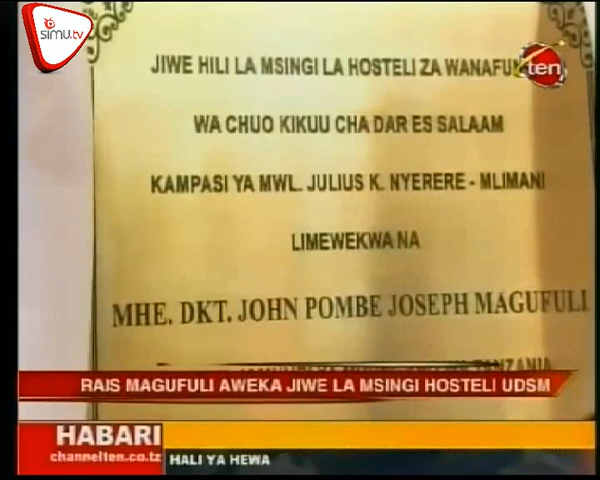 SIMU.tv
ten
JIWE HILI LA MSINGI LA HOSTELI ZA
WA CHUO KIKUU CHA DAR ES SALAAM
KAMPASI YA MWL. JULIUS K. NYERERE - MLIMANI
LIMEWEKWA NA
MHE. DKT. JOHN POMBE JOSEPH MAGUFULI
TANZANIA
RAIS MAGUFULI AWEKA JIWE LA MSINGI HOSTELI UDSM
HABARI
channelten.co.tz
HALI YA HEWA